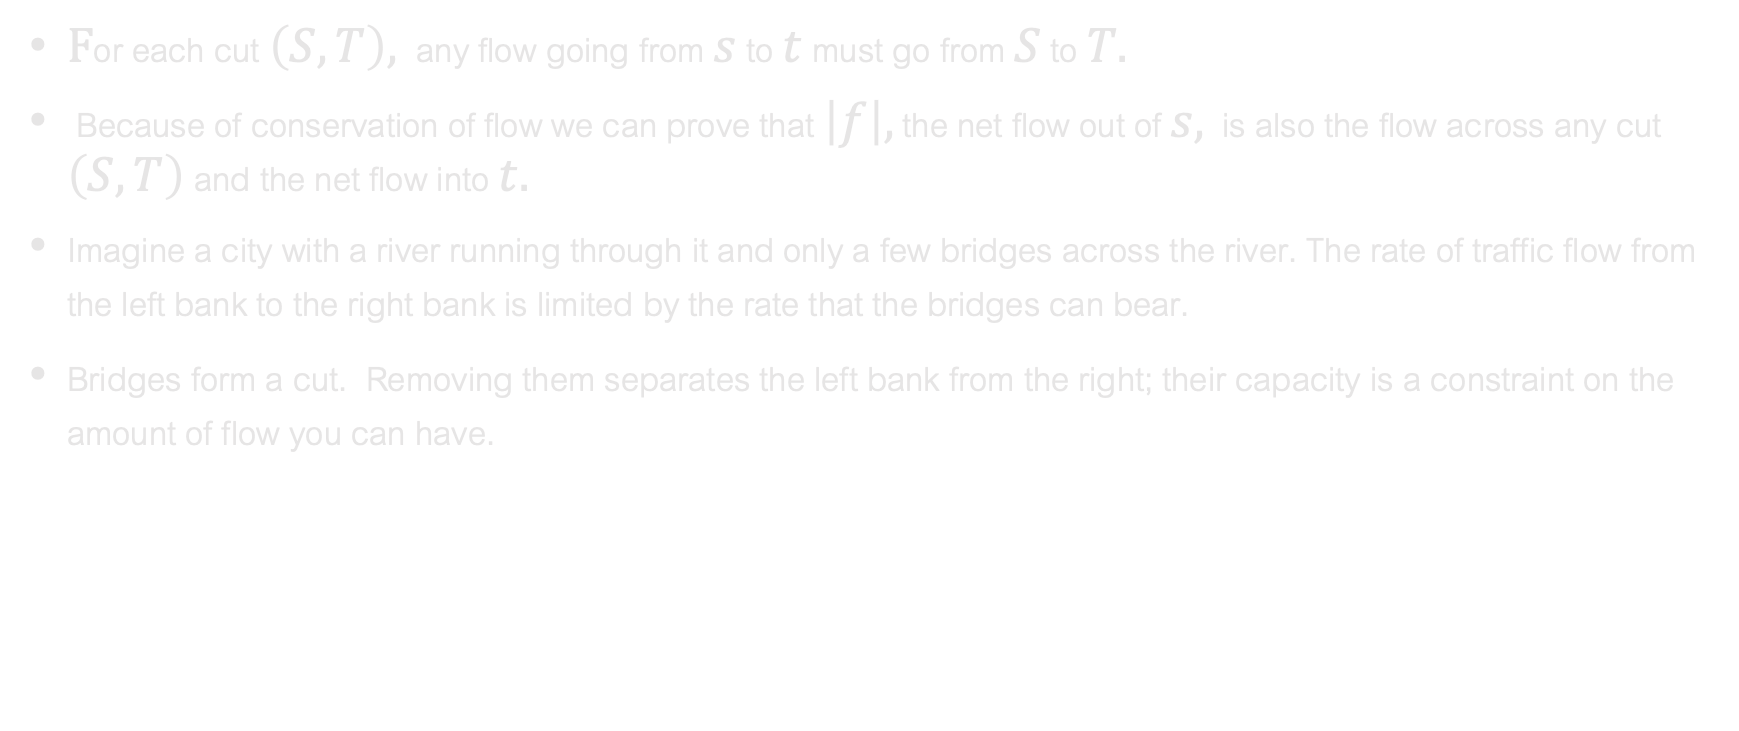 • For each cut (S, T), any flow going from s to t must go from S to T.
• Because of conservation of flow we can prove that |f|, the net flow out of s, is also the flow across any cut
(S, T) and the net flow into t.
• Imagine a city with a river running through it and only a few bridges across the river. The rate of traffic flow from
the left bank to the right bank is limited by the rate that the bridges can bear.
• Bridges form a cut. Removing them separates the left bank from the right; their capacity is a constraint on the
amount of flow you can have.